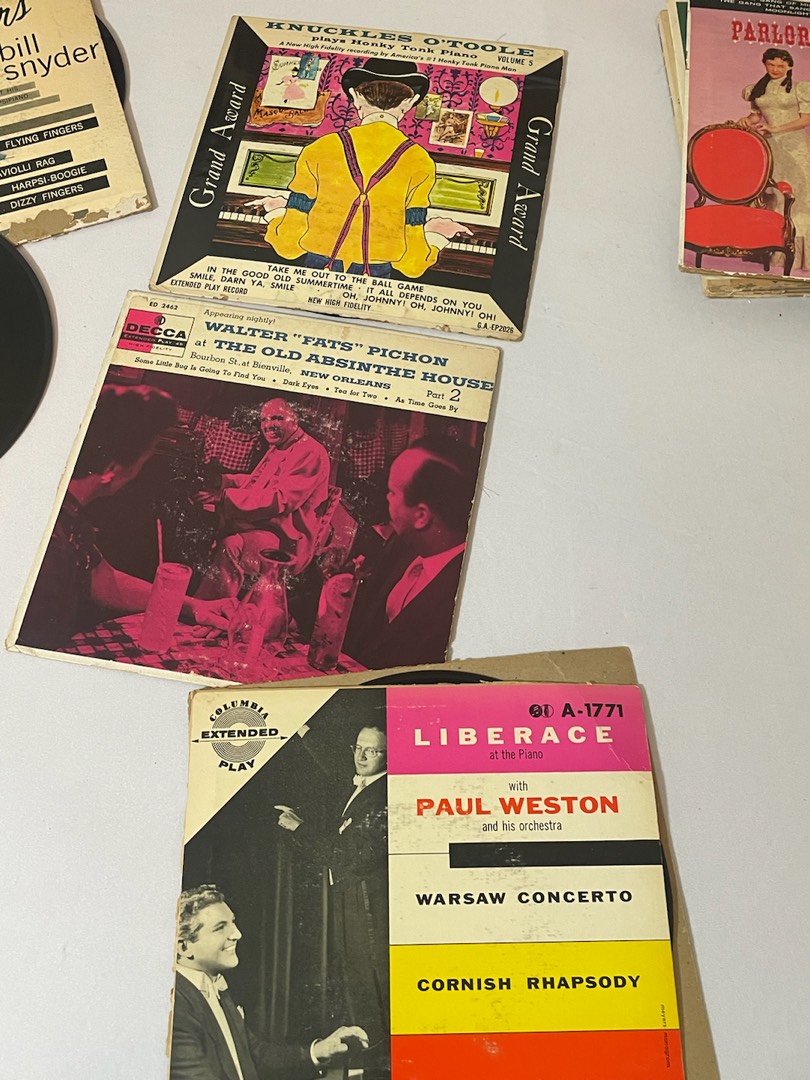 bill
snyder
FLYING FINGERS
RAG
HARPSI-BOOGIE
DIZZY FINGERS
KNUCKLES O'TOOLE
plays Honky Tonk Piano VOLUME 5
A New High Fidelity recording by America's #1 Honky Tonk Piano Man
Grand Award
Grand Award
TAKE ME OUT TO THE BALL GAME
IN THE GOOD OLD SUMMERTIME · IT ALL DEPENDS ON YOU
SMILE, DARN YA, SMILE · OH, JOHNNY! OH, JOHNNY! OH!
EXTENDED PLAY RECORD
NEW HIGH FIDELITY
G.A.-EP2026
PARLOR
ED 2462
DECCA
EXTENDED PLAY 45
HIGH FIDELITY
Appearing nightly!
WALTER "FATS" PICHON
at THE OLD ABSINTHE HOUSE
Bourbon St. at Bienville, NEW ORLEANS
Part 2
Some Little Bug Is Going To Find You • Dark Eyes • Tea for Two • As Time Goes By
COLUMBIA
EXTENDED
PLAY
A-1771
LIBERACE
at the Piano
with
PAUL WESTON
and his orchestra
WARSAW CONCERTO
CORNISH RHAPSODY